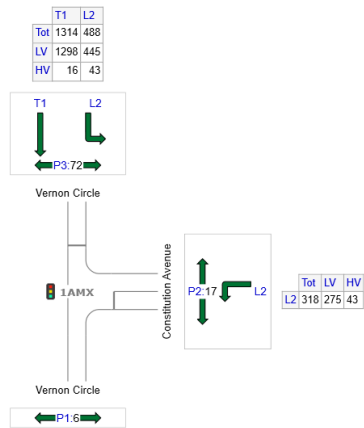 T1 L2
Tot 1314 488
LV 1298 445
HV 16 43
T1 L2
P3:72
Vernon Circle
Constitution Avenue
P2:17 L2
Tot LV HV
L2 318 275 43
1AMX
Vernon Circle
P1:6